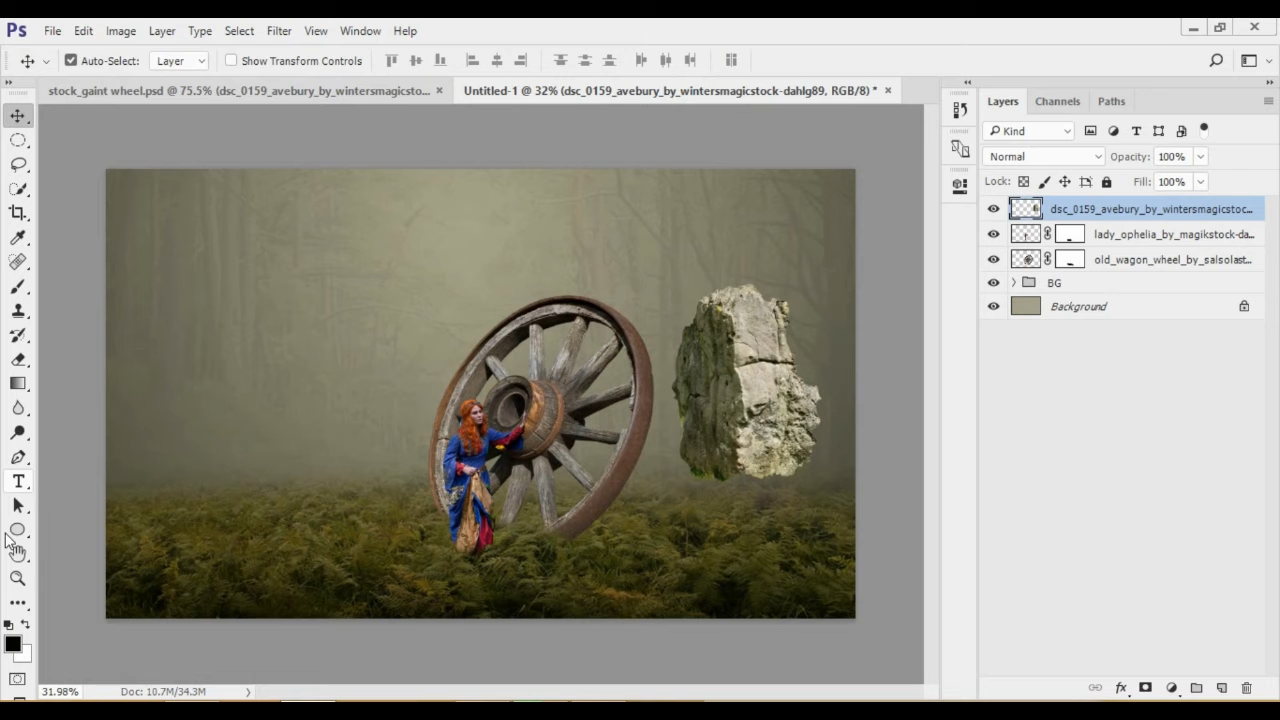 Ps File Edit Image Layer Type Select Filter View Window Help
Auto-Select: Layer Show Transform Controls
stock_gaint wheel.psd @ 75.5% (dsc_0159_avebury_by_wintersmagicsto...
Untitled-1 @ 32% (dsc_0159_avebury_by_wintersmagicstock-dahlg89, RGB/8) *
Layers Channels Paths
Kind
Normal Opacity: 100%
Lock: Fill: 100%
dsc_0159_avebury_by_wintersmagicstoc...
lady_ophelia_by_magikstock-da...
old_wagon_wheel_by_salsolast...
BG
Background
T
fx
31.98% Doc: 10.7M/34.3M